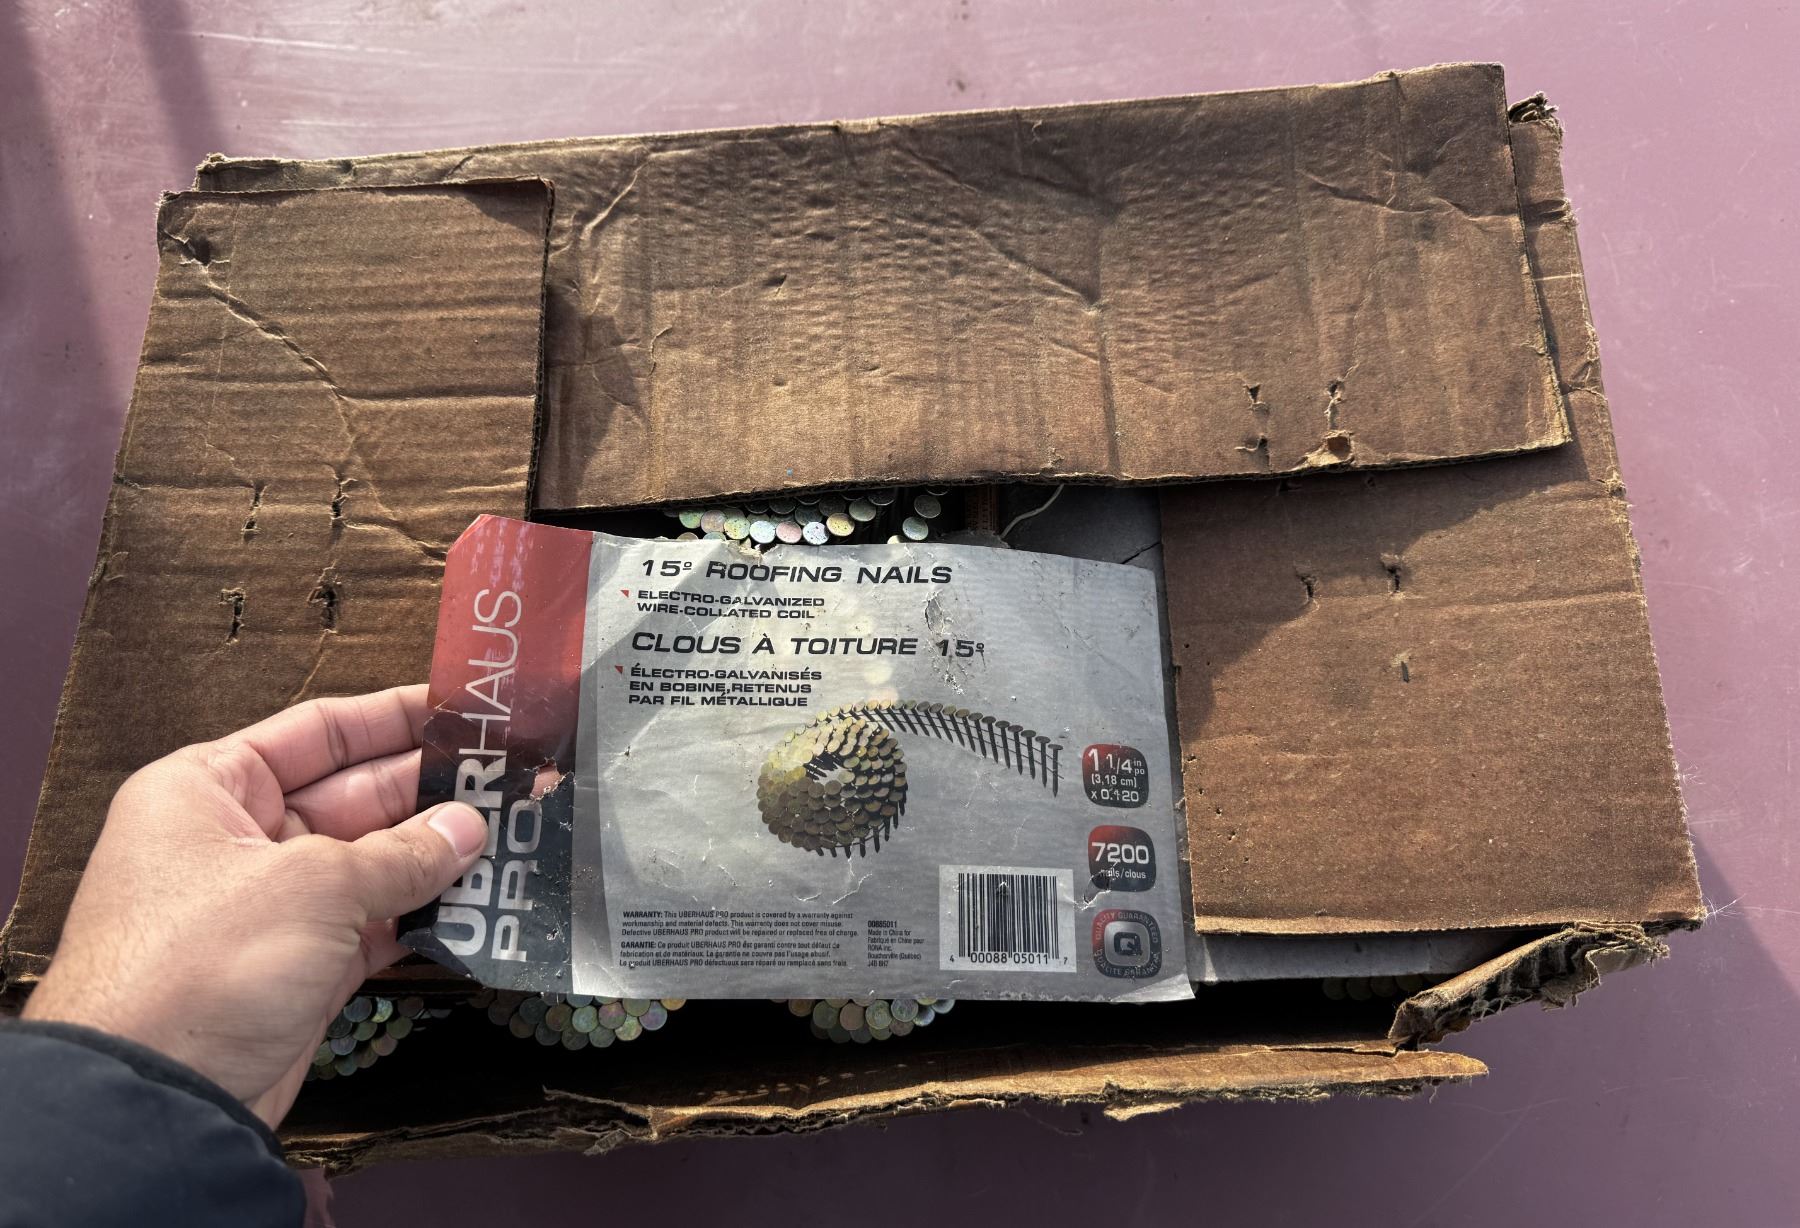 UBERHAUS
PRO
15º ROOFING NAILS
ELECTRO-GALVANIZED
WIRE-COLLATED COIL
CLOUS À TOITURE 15º
ÉLECTRO-GALVANISÉS
EN BOBINE, RETENUS
PAR FIL MÉTALLIQUE
1 1/4 in
po
(3,18 cm)
x 0.120
7200
nails/clous
QUALITY GUARANTEED
Q
QUALITÉ GARANTIE
WARRANTY: This UBERHAUS PRO product is covered by a warranty against
workmanship and material defects. This warranty does not cover misuse.
Defective UBERHAUS PRO product will be repaired or replaced free of charge.
GARANTIE: Ce produit UBERHAUS PRO est garanti contre tout défaut de
fabrication et de matériaux. La garantie ne couvre pas l'usage abusif.
Le produit UBERHAUS PRO défectueux sera réparé ou remplacé sans frais.
00885011
Made in China for
Fabriqué en Chine pour
RONA inc.
Boucherville (Québec)
J4B 8H7
4 00088 05011 7